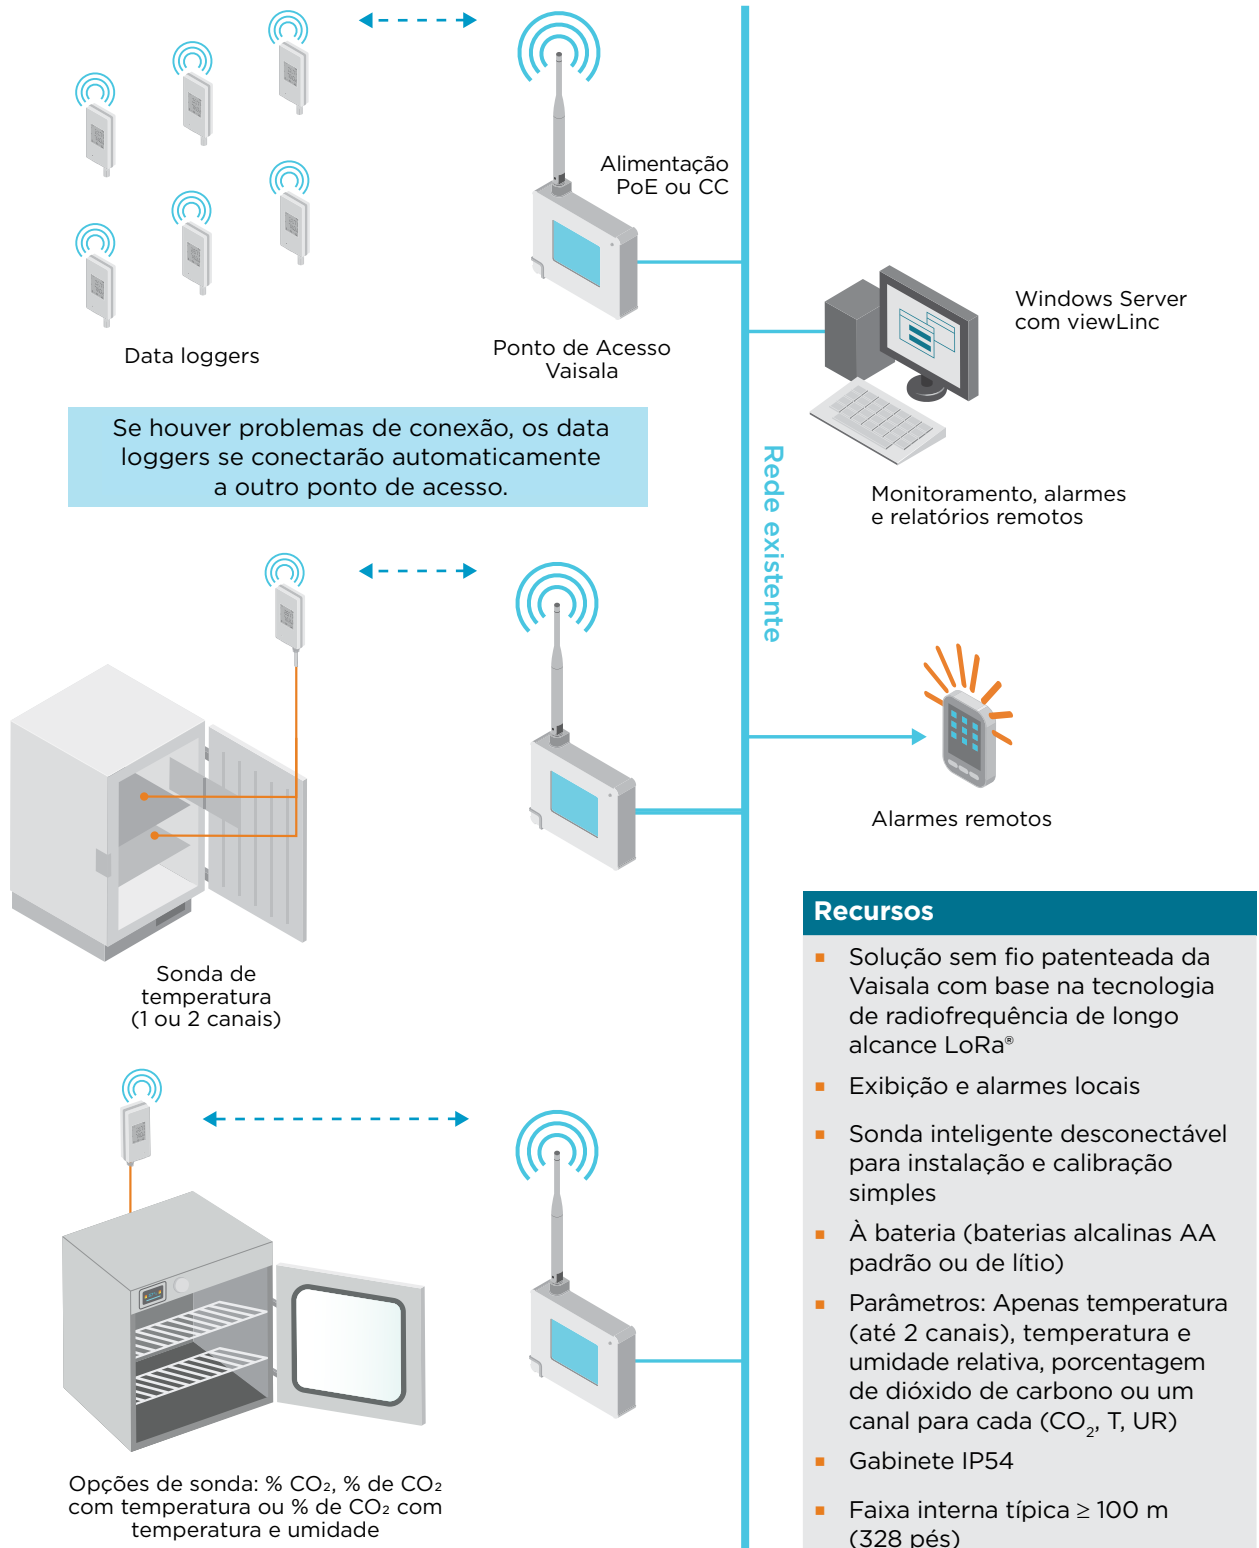 Alimentação
PoE ou CC
Data loggers
Ponto de Acesso
Vaisala
Windows Server
com viewLinc
Se houver problemas de conexão, os data
loggers se conectarão automaticamente
a outro ponto de acesso.
Rede existente
Monitoramento, alarmes
e relatórios remotos
Alarmes remotos
Sonda de
temperatura
(1 ou 2 canais)
Opções de sonda: % CO₂, % de CO₂
com temperatura ou % de CO₂ com
temperatura e umidade
Recursos
▪ Solução sem fio patenteada da
Vaisala com base na tecnologia
de radiofrequência de longo
alcance LoRa®
▪ Exibição e alarmes locais
▪ Sonda inteligente desconectável
para instalação e calibração
simples
▪ À bateria (baterias alcalinas AA
padrão ou de lítio)
▪ Parâmetros: Apenas temperatura
(até 2 canais), temperatura e
umidade relativa, porcentagem
de dióxido de carbono ou um
canal para cada (CO₂, T, UR)
▪ Gabinete IP54
▪ Faixa interna típica ≥ 100 m
(328 pés)